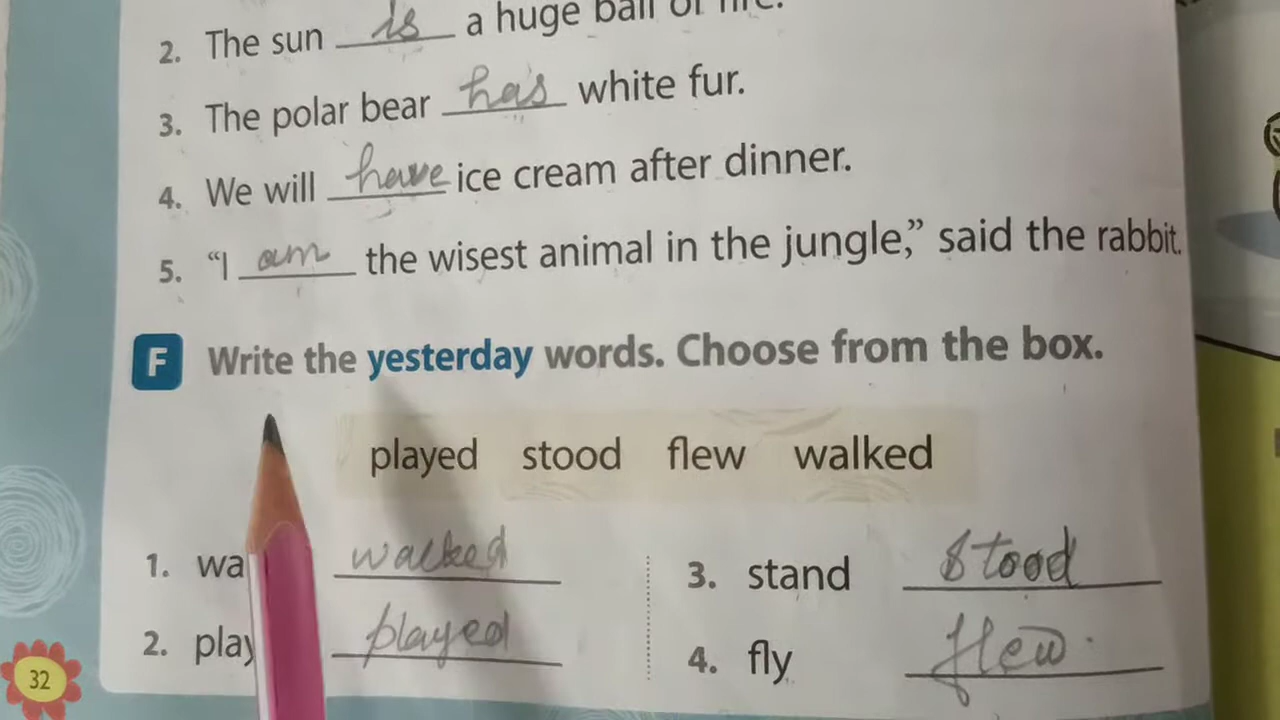 2. The sun is a huge ball of fire.
3. The polar bear has white fur.
4. We will have ice cream after dinner.
5. “I am the wisest animal in the jungle,” said the rabbit.
F Write the yesterday words. Choose from the box.
played stood flew walked
1. wa walked
2. play played
3. stand stood
4. fly flew
32